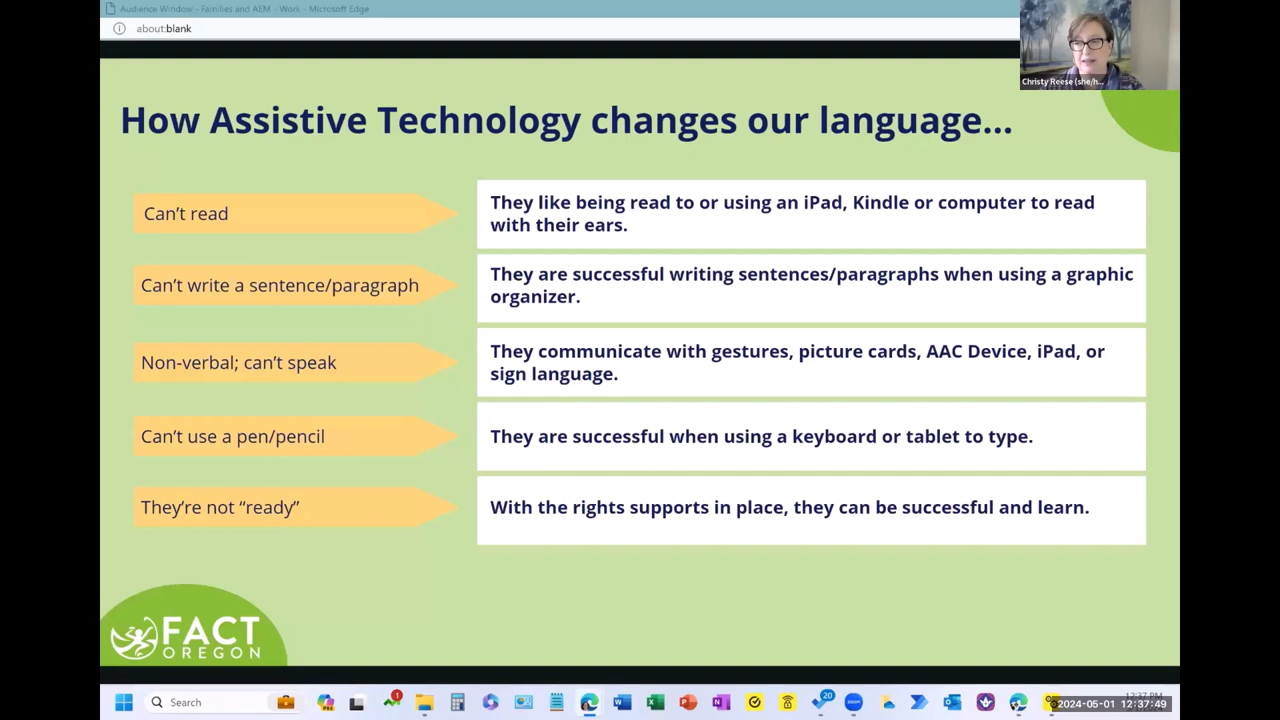 Audience Window - Families and AEM - Work - Microsoft Edge
about:blank
Christy Reese (she/h...
How Assistive Technology changes our language...
Can't read
They like being read to or using an iPad, Kindle or computer to read
with their ears.
Can't write a sentence/paragraph
They are successful writing sentences/paragraphs when using a graphic
organizer.
Non-verbal; can't speak
They communicate with gestures, picture cards, AAC Device, iPad, or
sign language.
Can't use a pen/pencil
They are successful when using a keyboard or tablet to type.
They're not "ready"
With the rights supports in place, they can be successful and learn.
FACT
OREGON
Search
1
20
12:37 PM
2024-05-01 12:37:49